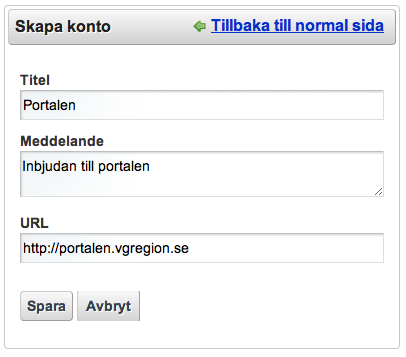 Skapa konto
Tillbaka till normal sida
Titel
Portalen
Meddelande
Inbjudan till portalen
URL
http://portalen.vgregion.se
Spara Avbryt